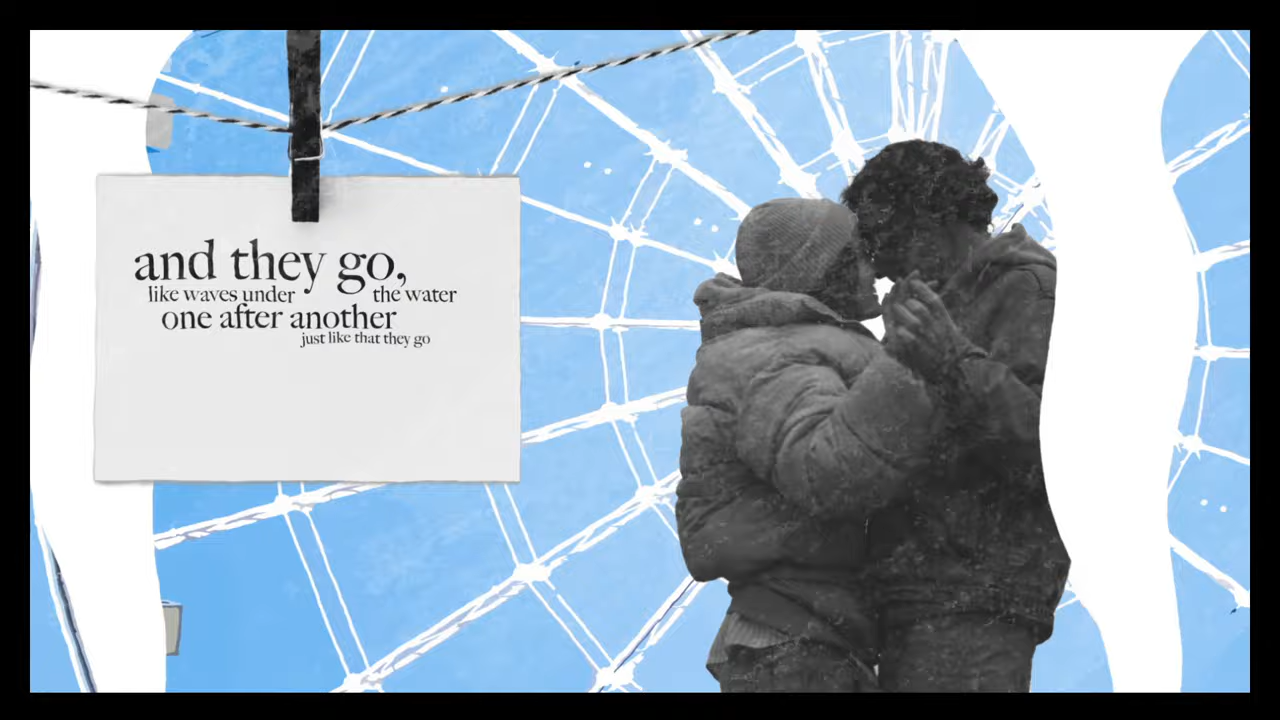 and they go,
like waves under the water
one after another
just like that they go